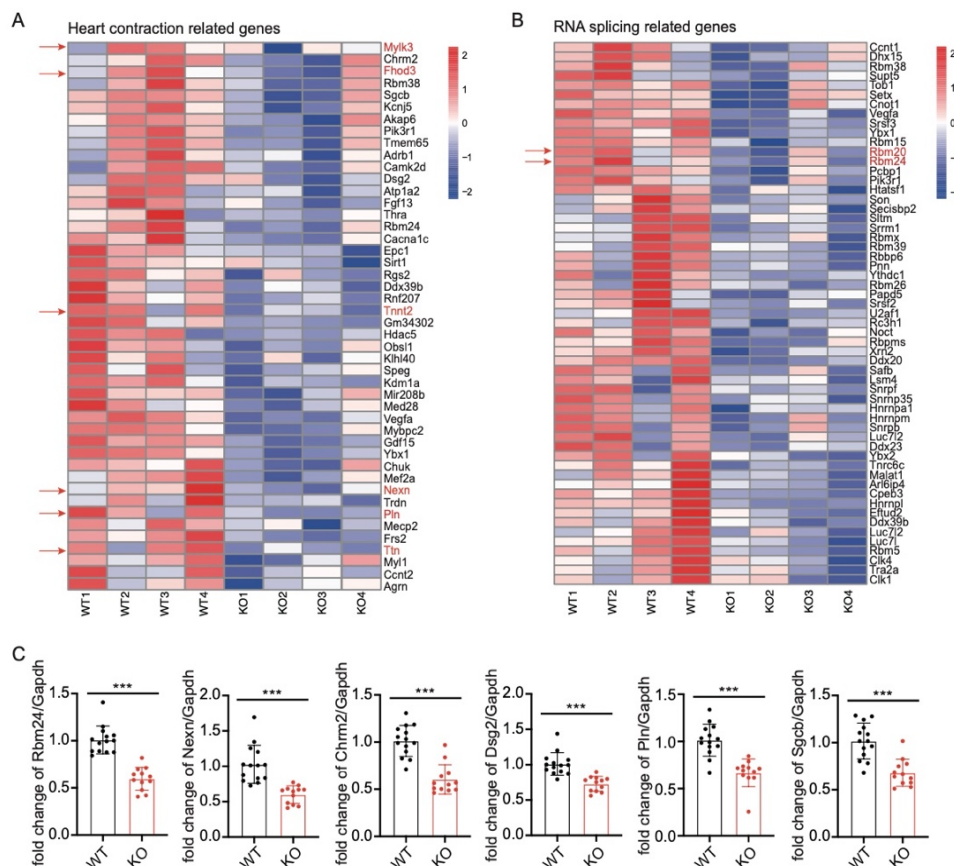 A
Heart contraction related genes
Mylk3
Chrm2
Fhod3
Rbm38
Sgcb
Kcnj5
Akap6
Pik3r1
Tmem65
Adrb1
Camk2d
Dsg2
Atp1a2
Fgf13
Thra
Rbm24
Cacna1c
Epc1
Sirt1
Rgs2
Ddx39b
Rnf207
Tnnt2
Gm34302
Hdac5
Obsl1
Klhl40
Speg
Kdm1a
Mir208b
Med28
Vegfa
Mybpc2
Gdf15
Ybx1
Chuk
Mef2a
Nexn
Trdn
Pln
Mecp2
Frs2
Ttn
Myl1
Ccnt2
Agrn
WT1 WT2 WT3 WT4 KO1 KO2 KO3 KO4
2
1
0
-1
-2
B
RNA splicing related genes
Ccnt1
Dhx15
Rbm38
Supt5
Tob1
Setx
Cnot1
Vegfa
Srsf3
Ybx1
Rbm15
Rbm20
Rbm24
Pcbp1
Pik3r1
Htatsf1
Son
Secisbp2
Sltm
Srrm1
Rbmx
Rbm39
Rbbp6
Pnn
Ythdc1
Rbm26
Papd5
Srsf2
U2af1
Rc3h1
Noct
Rbpms
Xrn2
Ddx20
Safb
Lsm4
Snrpf
Snrnp35
Hnrnpa1
Hnrnpm
Snrpb
Luc7l2
Ddx23
Ybx2
Tnrc6c
Malat1
Arl6ip4
Cpeb3
Hnrnpl
Eftud2
Ddx39b
Luc7l2
Luc7l
Rbm5
Clk4
Tra2a
Clk1
WT1 WT2 WT3 WT4 KO1 KO2 KO3 KO4
2
1
0
-1
-2
C
fold change of Rbm24/Gapdh
1.5
1.0
0.5
0.0
***
WT KO
fold change of Nexn/Gapdh
2.0
1.5
1.0
0.5
0.0
***
WT KO
fold change of Chrm2/Gapdh
1.5
1.0
0.5
0.0
***
WT KO
fold change of Dsg2/Gapdh
2.0
1.5
1.0
0.5
0.0
***
WT KO
fold change of Pln/Gapdh
1.5
1.0
0.5
0.0
***
WT KO
fold change of Sgcb/Gapdh
1.5
1.0
0.5
0.0
***
WT KO